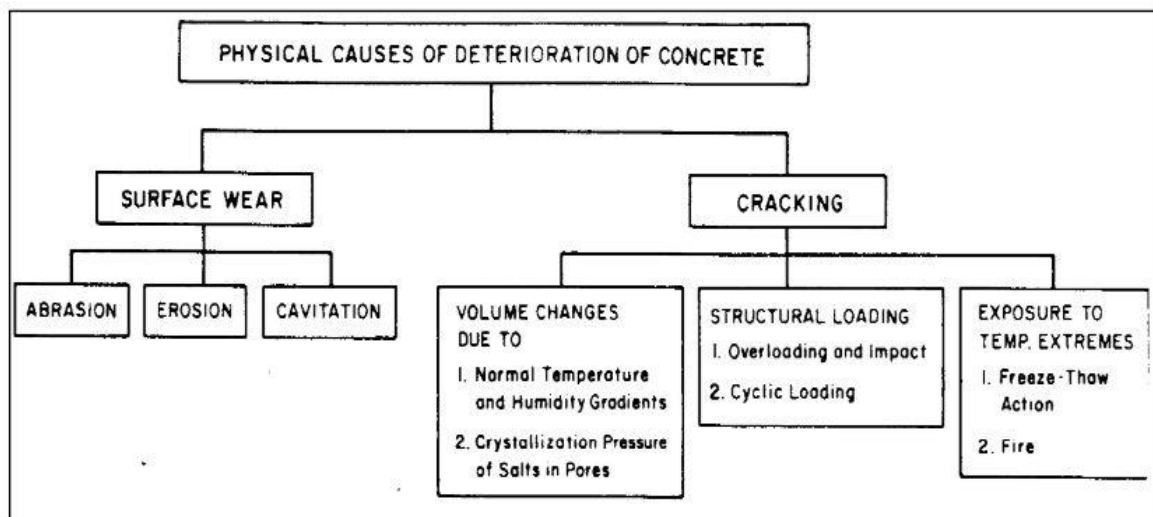 PHYSICAL CAUSES OF DETERIORATION OF CONCRETE
SURFACE WEAR
CRACKING
ABRASION
EROSION
CAVITATION
VOLUME CHANGES
DUE TO
1. Normal Temperature
and Humidity Gradients
2. Crystallization Pressure
of Salts in Pores
STRUCTURAL LOADING
1. Overloading and Impact
2. Cyclic Loading
EXPOSURE TO
TEMP. EXTREMES
1. Freeze-Thaw
Action
2. Fire